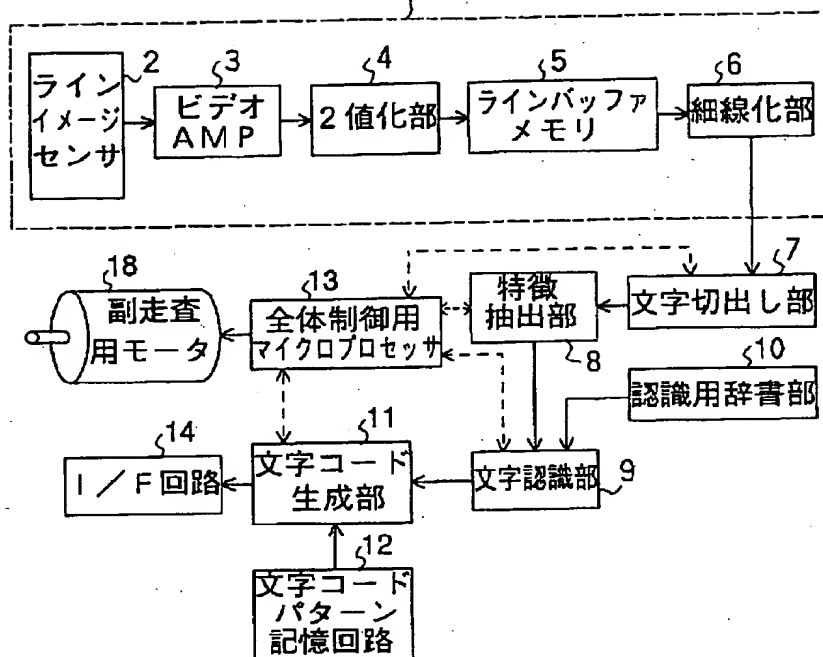 2
ライン
イメージ
センサ
3
ビデオ
AMP
4
2値化部
5
ラインバッファ
メモリ
6
細線化部
7
文字切出し部
18
副走査
用モータ
13
全体制御用
マイクロプロセッサ
特徴
抽出部
8
10
認識用辞書部
14
I/F回路
11
文字コード
生成部
文字認識部
9
12
文字コード
パターン
記憶回路